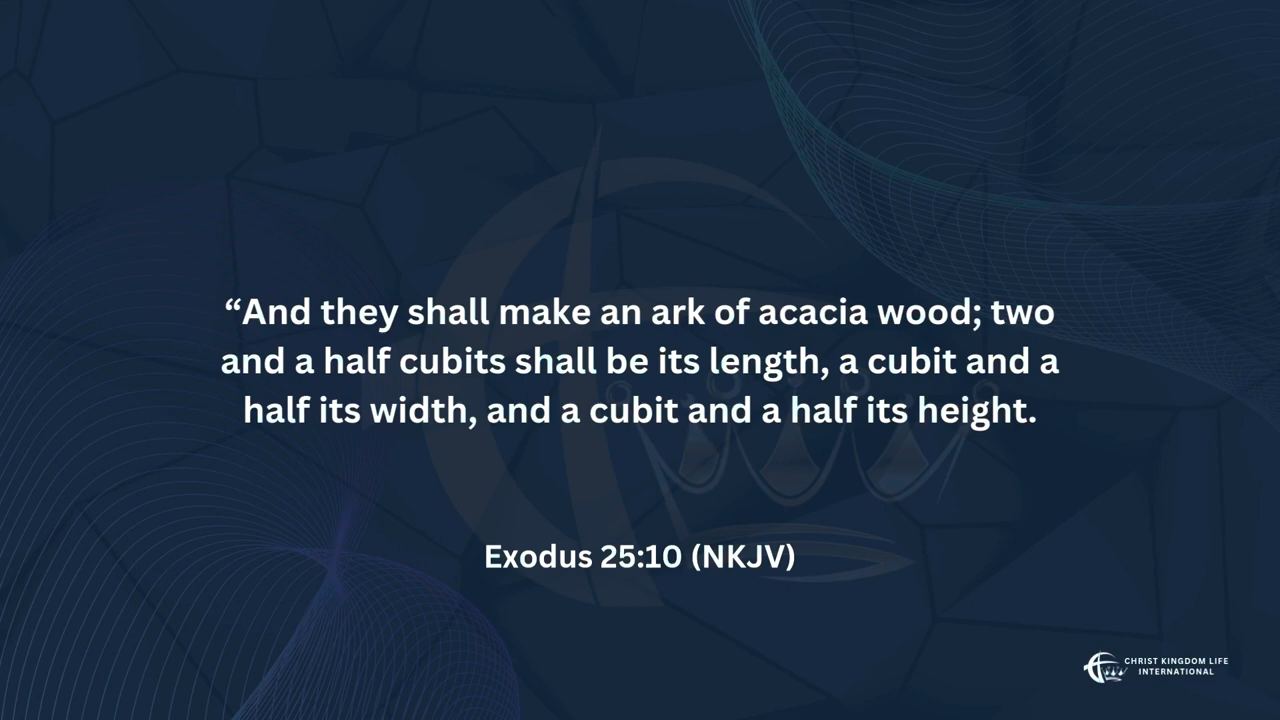 “And they shall make an ark of acacia wood; two
and a half cubits shall be its length, a cubit and a
half its width, and a cubit and a half its height.
Exodus 25:10 (NKJV)
CHRIST KINGDOM LIFE
INTERNATIONAL